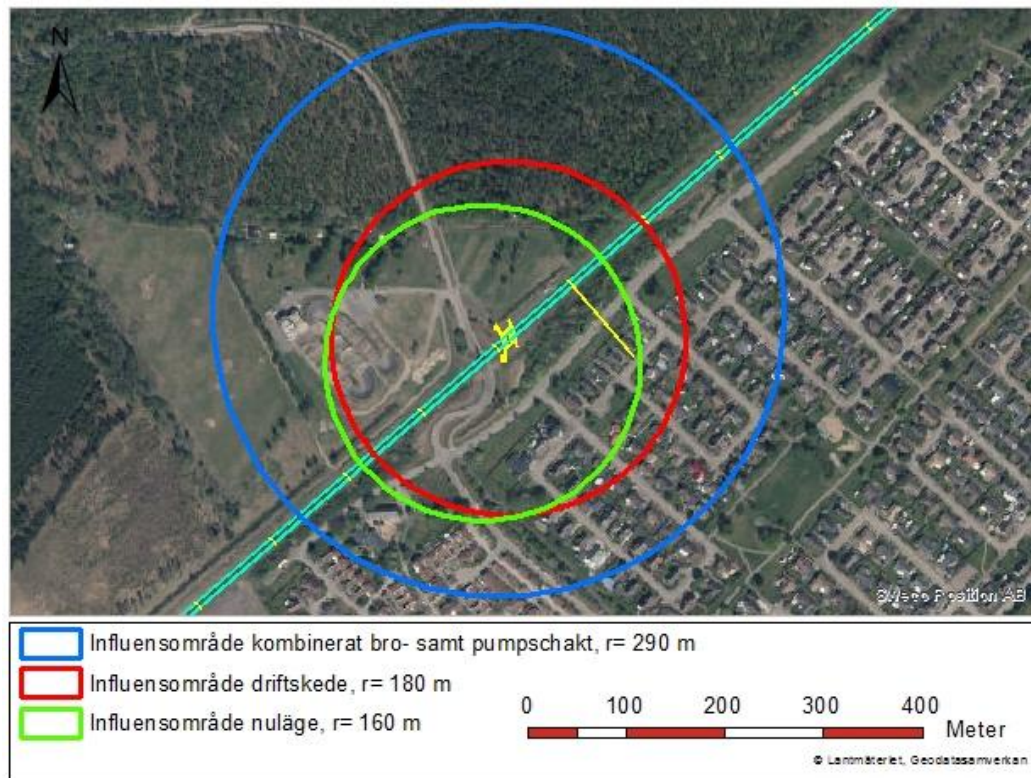 N
Swedo Position AB
Influensområde kombinerat bro- samt pumpschakt, r= 290 m
Influensområde driftskede, r= 180 m
Influensområde nuläge, r= 160 m
0 100 200 300 400
Meter
© Lantmäteriet, Geodatasamverkan